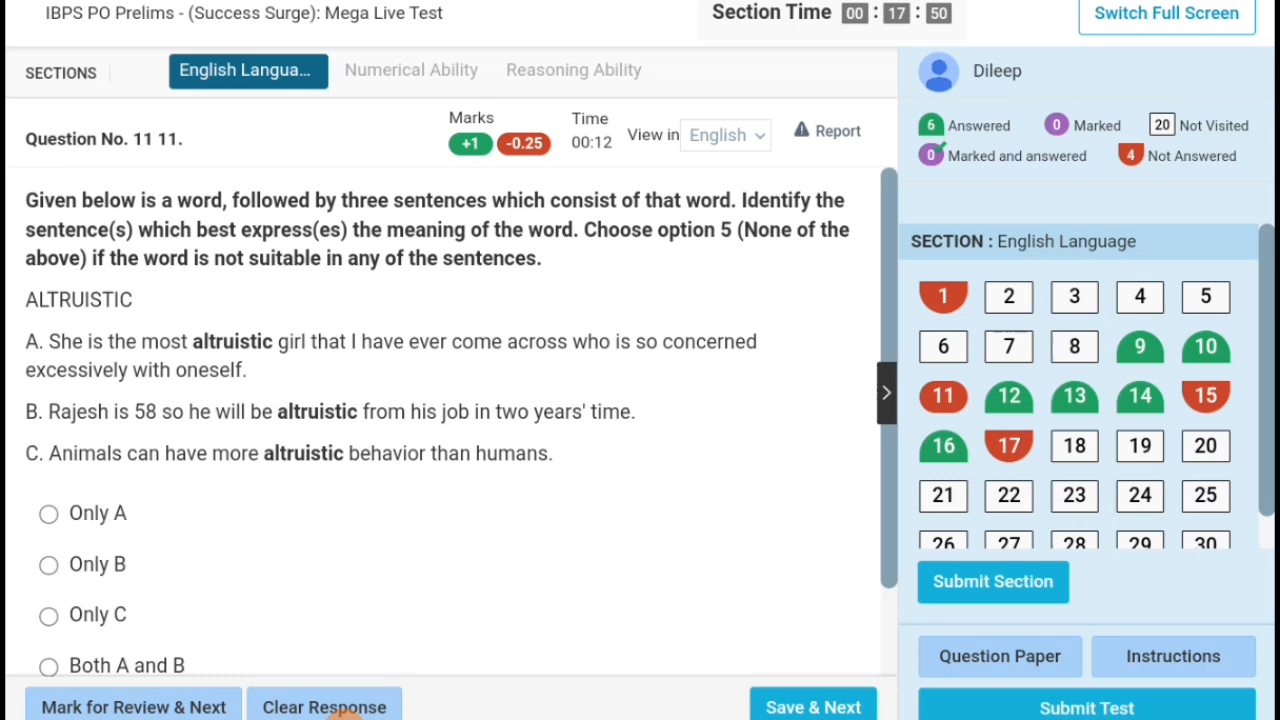 IBPS PO Prelims - (Success Surge): Mega Live Test
Section Time 00 : 17 : 50
Switch Full Screen
SECTIONS
English Langua...
Numerical Ability
Reasoning Ability
Dileep
Question No. 11 11.
Marks
+1 -0.25
Time
00:12
View in English
Report
6 Answered
0 Marked
20 Not Visited
0 Marked and answered
4 Not Answered
Given below is a word, followed by three sentences which consist of that word. Identify the
sentence(s) which best express(es) the meaning of the word. Choose option 5 (None of the
above) if the word is not suitable in any of the sentences.
ALTRUISTIC
A. She is the most altruistic girl that I have ever come across who is so concerned
excessively with oneself.
B. Rajesh is 58 so he will be altruistic from his job in two years' time.
C. Animals can have more altruistic behavior than humans.
Only A
Only B
Only C
Both A and B
Mark for Review & Next
Clear Response
Save & Next
SECTION : English Language
1 2 3 4 5
6 7 8 9 10
11 12 13 14 15
16 17 18 19 20
21 22 23 24 25
26 27 28 29 30
Submit Section
Question Paper
Instructions
Submit Test